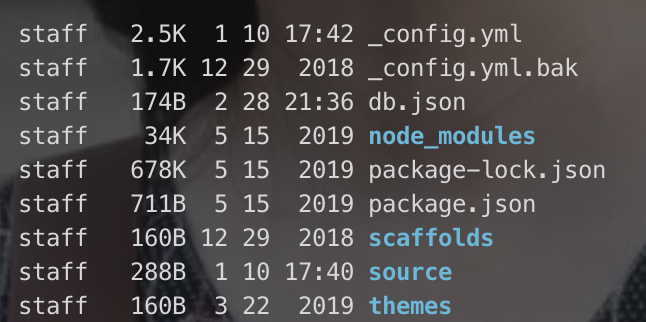 staff 2.5K 1 10 17:42 _config.yml
staff 1.7K 12 29 2018 _config.yml.bak
staff 174B 2 28 21:36 db.json
staff 34K 5 15 2019 node_modules
staff 678K 5 15 2019 package-lock.json
staff 711B 5 15 2019 package.json
staff 160B 12 29 2018 scaffolds
staff 288B 1 10 17:40 source
staff 160B 3 22 2019 themes